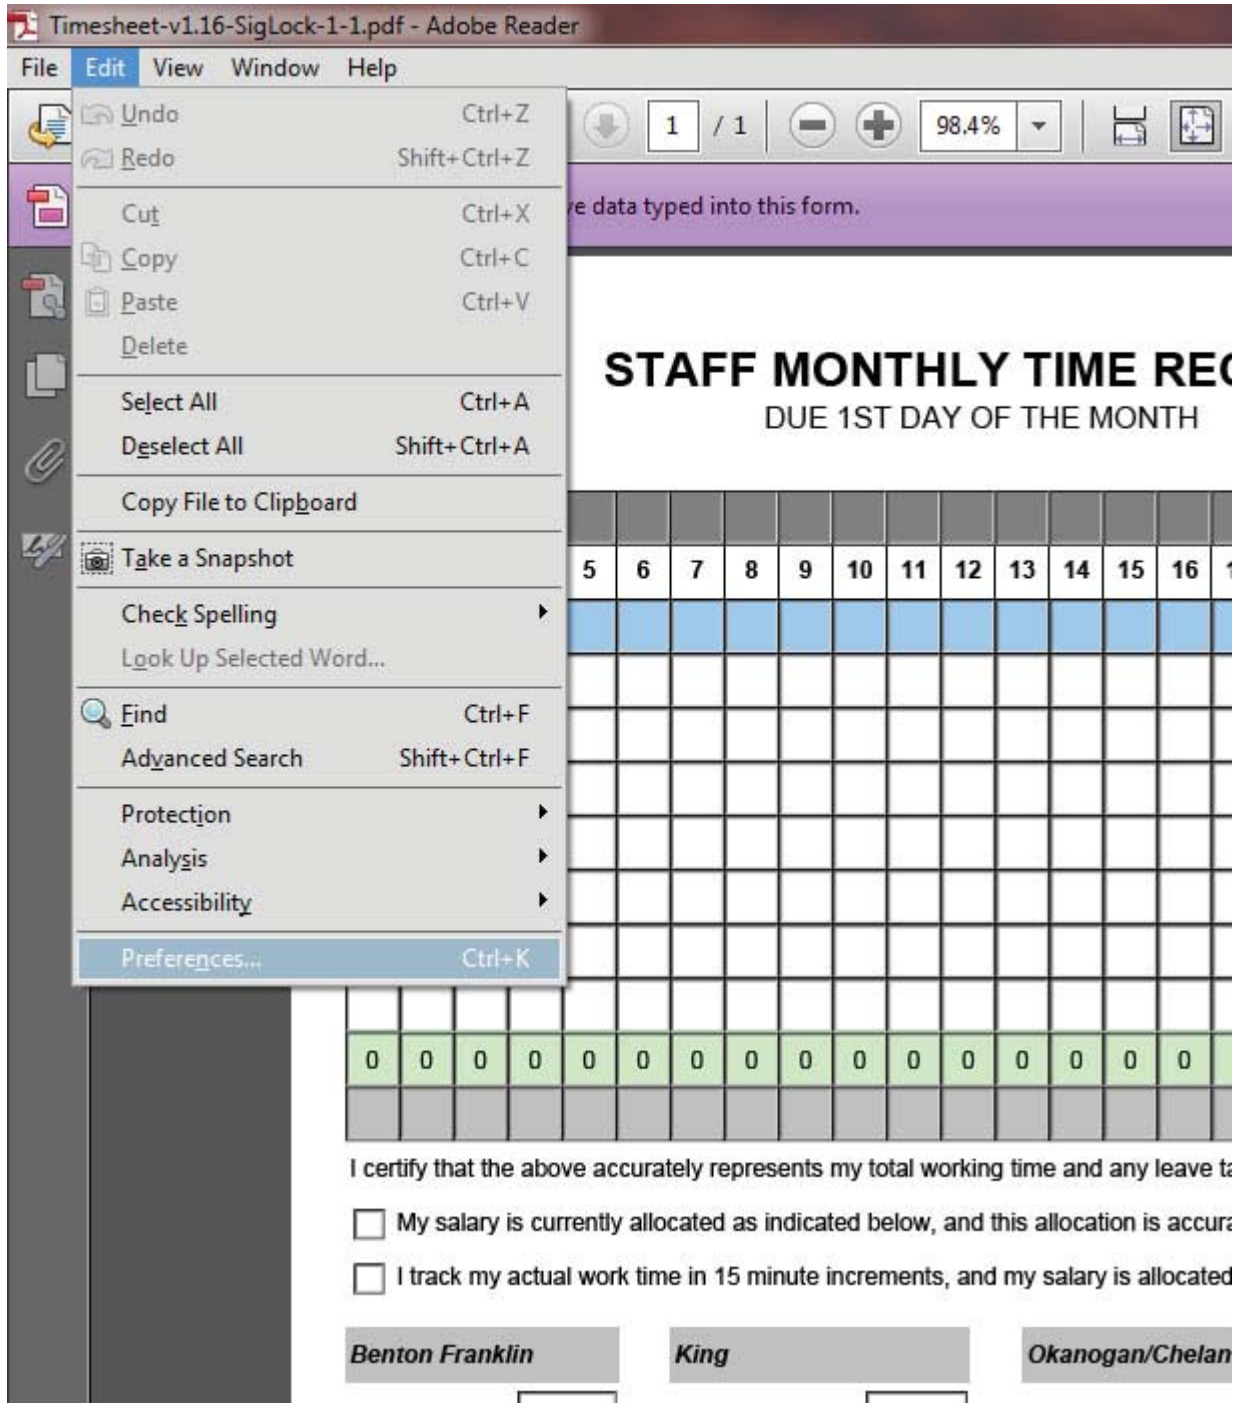 Timesheet-v1.16-SigLock-1-1.pdf - Adobe Reader
File Edit View Window Help
Undo Ctrl+Z
Redo Shift+Ctrl+Z
Cut Ctrl+X
Copy Ctrl+C
Paste Ctrl+V
Delete
Select All Ctrl+A
Deselect All Shift+Ctrl+A
Copy File to Clipboard
Take a Snapshot
Check Spelling
Look Up Selected Word...
Find Ctrl+F
Advanced Search Shift+Ctrl+F
Protection
Analysis
Accessibility
Preferences... Ctrl+K
1 / 1 98.4%
data typed into this form.
STAFF MONTHLY TIME
DUE 1ST DAY OF THE MONTH
5 6 7 8 9 10 11 12 13 14 15 16
0 0 0 0 0 0 0 0 0 0 0 0 0 0 0 0
I certify that the above accurately represents my total working time and any leave
My salary is currently allocated as indicated below, and this allocation is
I track my actual work time in 15 minute increments, and my salary is allocated
Benton Franklin King Okanogan/Chelan